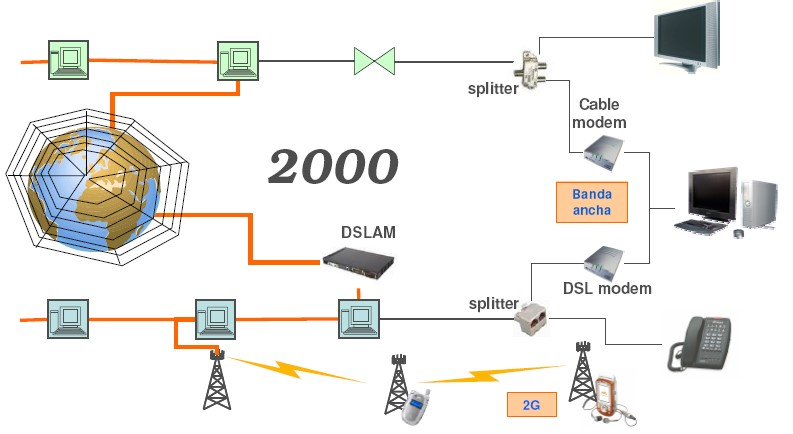 splitter
Cable
modem
2000
Banda
ancha
DSLAM
DSL modem
splitter
2G